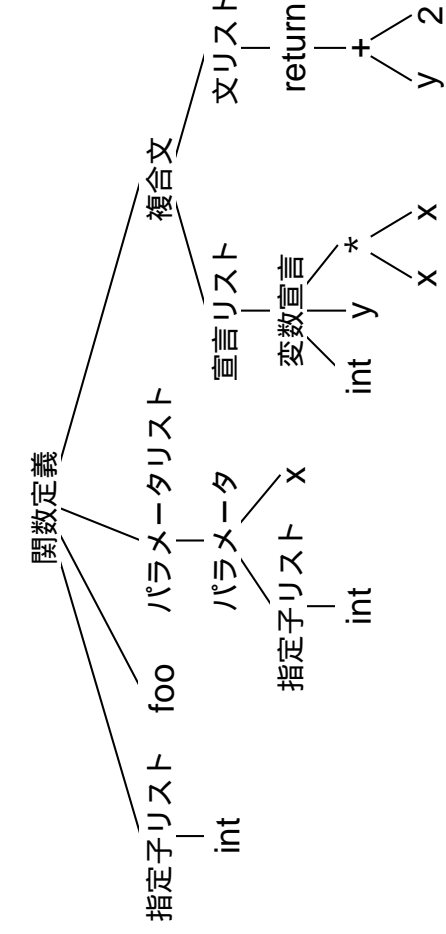 関数定義
指定子リスト
foo
パラメータリスト
複合文
int
パラメータ
宣言リスト
文リスト
指定子リスト
x
変数宣言
return
int
int
y
*
+
x
x
y
2